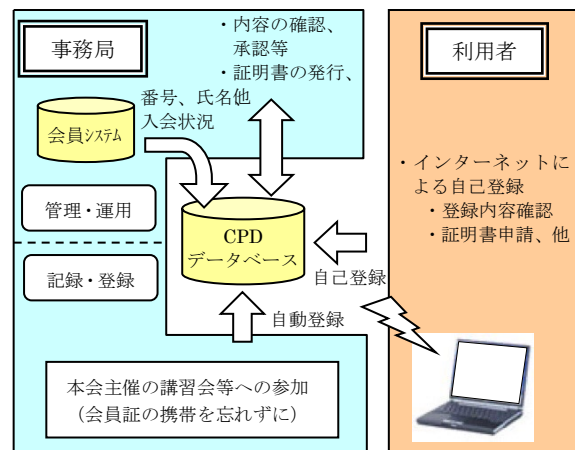 事務局
・内容の確認、
承認等
・証明書の発行、
番号、氏名他
入会状況
会員システム
管理・運用
記録・登録
CPD
データベース
自己登録
自動登録
本会主催の講習会等への参加
(会員証の携帯を忘れずに)
利用者
・インターネットに
よる自己登録
・登録内容確認
・証明書申請、他